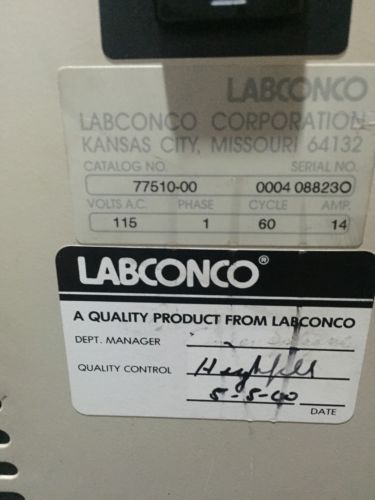 LABCONCO
LABCONCO CORPORATION
KANSAS CITY, MISSOURI 64132
CATALOG NO. SERIAL NO.
77510-00 0004 08823O
VOLTS A.C. PHASE CYCLE AMP.
115 1 60 14
LABCONCO®
A QUALITY PRODUCT FROM LABCONCO
DEPT. MANAGER
QUALITY CONTROL
5-5-00
DATE